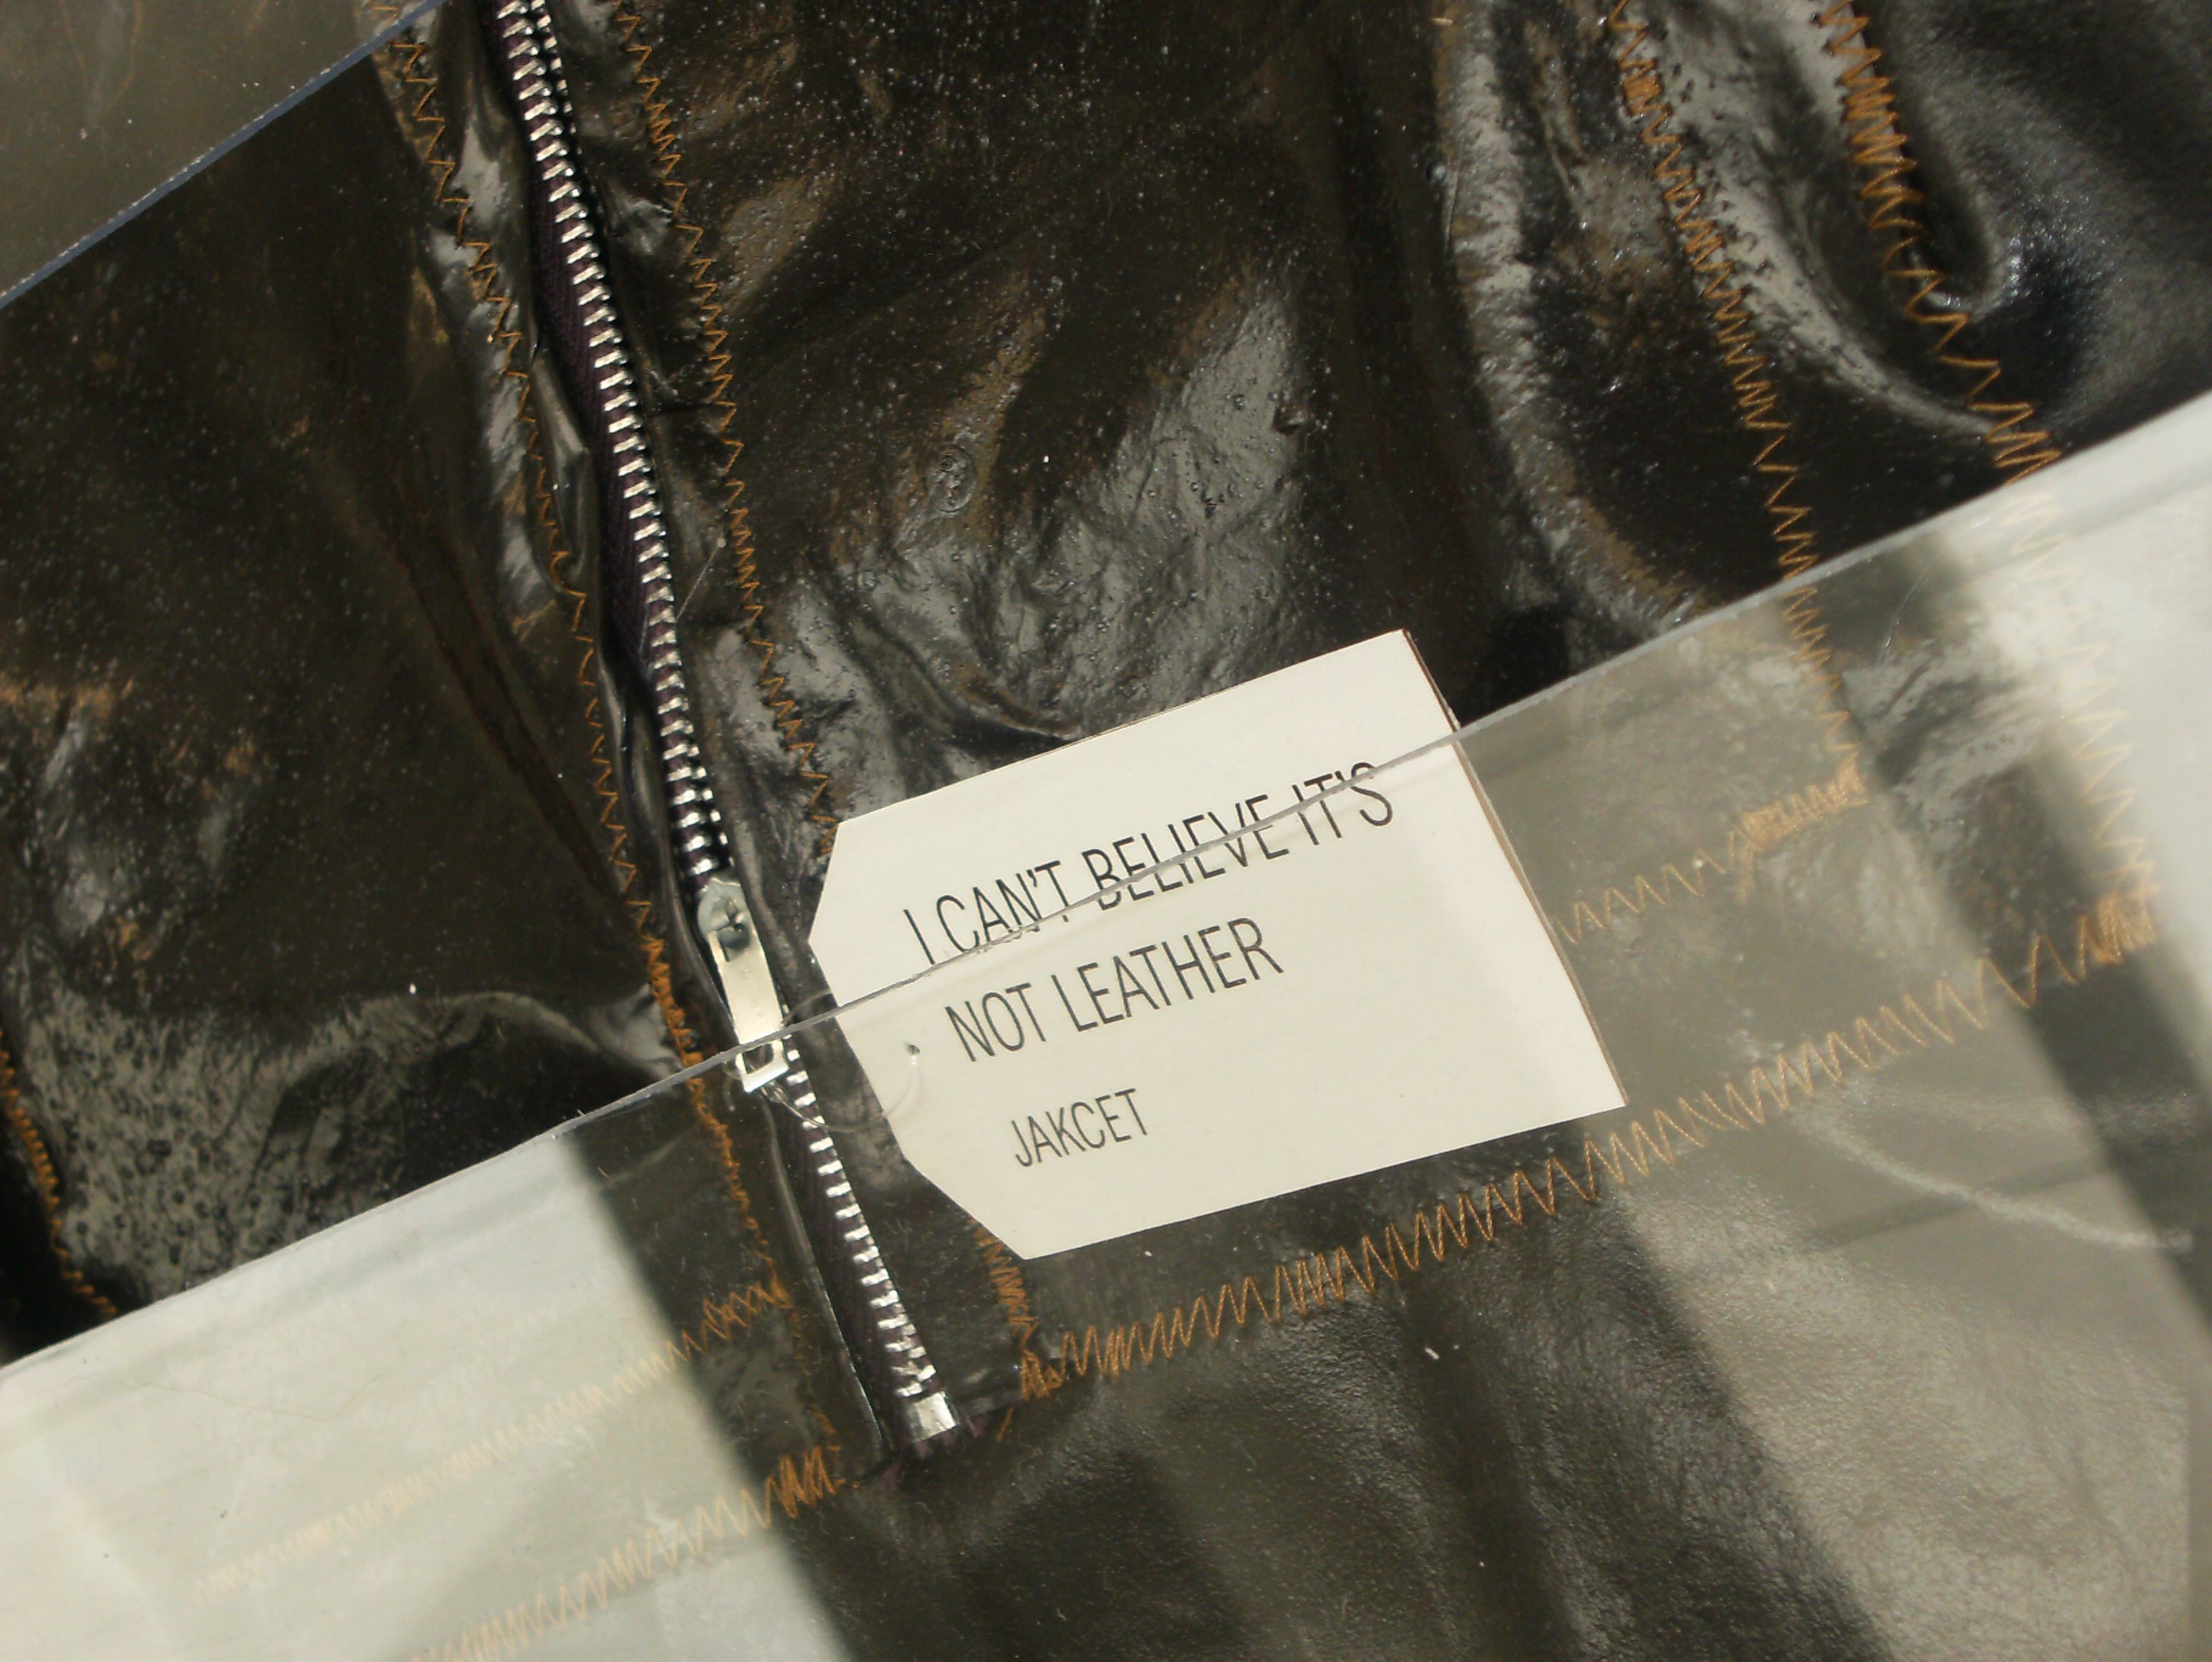 I CAN'T BELIEVE IT'S
NOT LEATHER
JAKCET